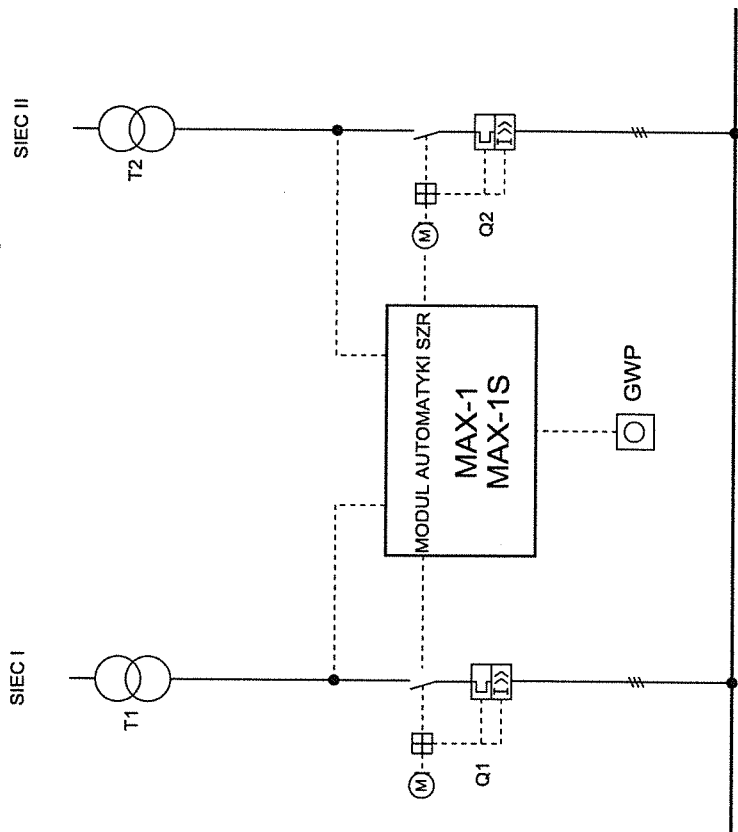 SIEC I
SIEC II
T1
T2
M
M
Q1
Q2
I>>
I>>
MODUL AUTOMATYKI SZR
MAX-1
MAX-1S
GWP